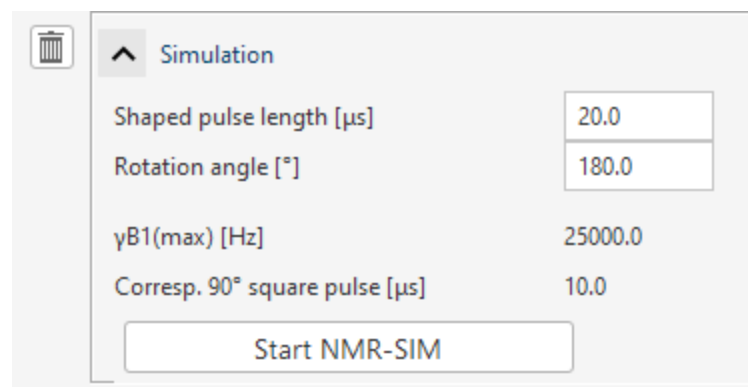 Simulation
Shaped pulse length [µs] 20.0
Rotation angle [°] 180.0
γB1(max) [Hz] 25000.0
Corresp. 90° square pulse [µs] 10.0
Start NMR-SIM